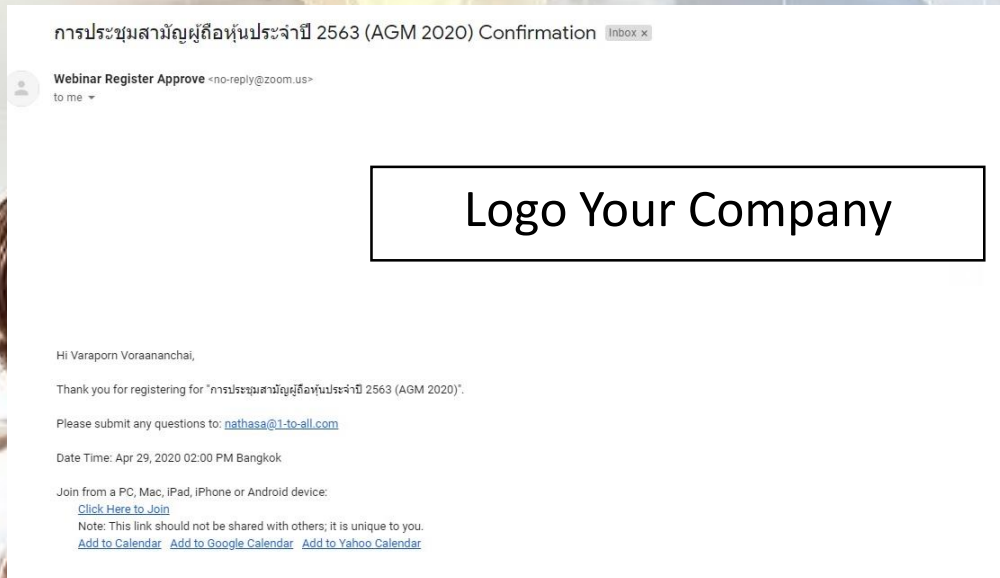 การประชุมสามัญผู้ถือหุ้นประจำปี 2563 (AGM 2020) Confirmation Inbox x
Webinar Register Approve <no-reply@zoom.us>
to me
Logo Your Company
Hi Varaporn Voraananchai,
Thank you for registering for "การประชุมสามัญผู้ถือหุ้นประจำปี 2563 (AGM 2020)".
Please submit any questions to: nathasa@1-to-all.com
Date Time: Apr 29, 2020 02:00 PM Bangkok
Join from a PC, Mac, iPad, iPhone or Android device:
Click Here to Join
Note: This link should not be shared with others; it is unique to you.
Add to Calendar Add to Google Calendar Add to Yahoo Calendar